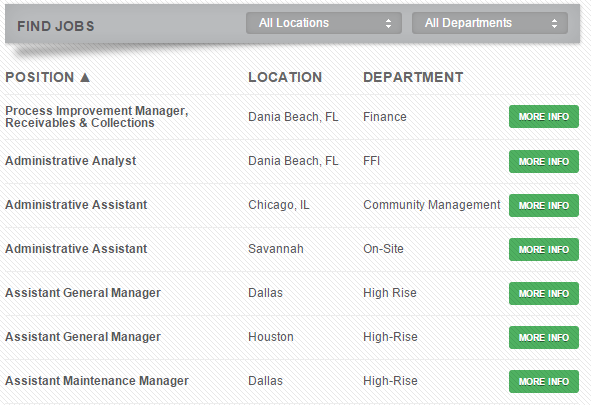 FIND JOBS All Locations All Departments
POSITION ▲ LOCATION DEPARTMENT
Process Improvement Manager,
Receivables & Collections Dania Beach, FL Finance MORE INFO
Administrative Analyst Dania Beach, FL FFI MORE INFO
Administrative Assistant Chicago, IL Community Management MORE INFO
Administrative Assistant Savannah On-Site MORE INFO
Assistant General Manager Dallas High Rise MORE INFO
Assistant General Manager Houston High-Rise MORE INFO
Assistant Maintenance Manager Dallas High-Rise MORE INFO